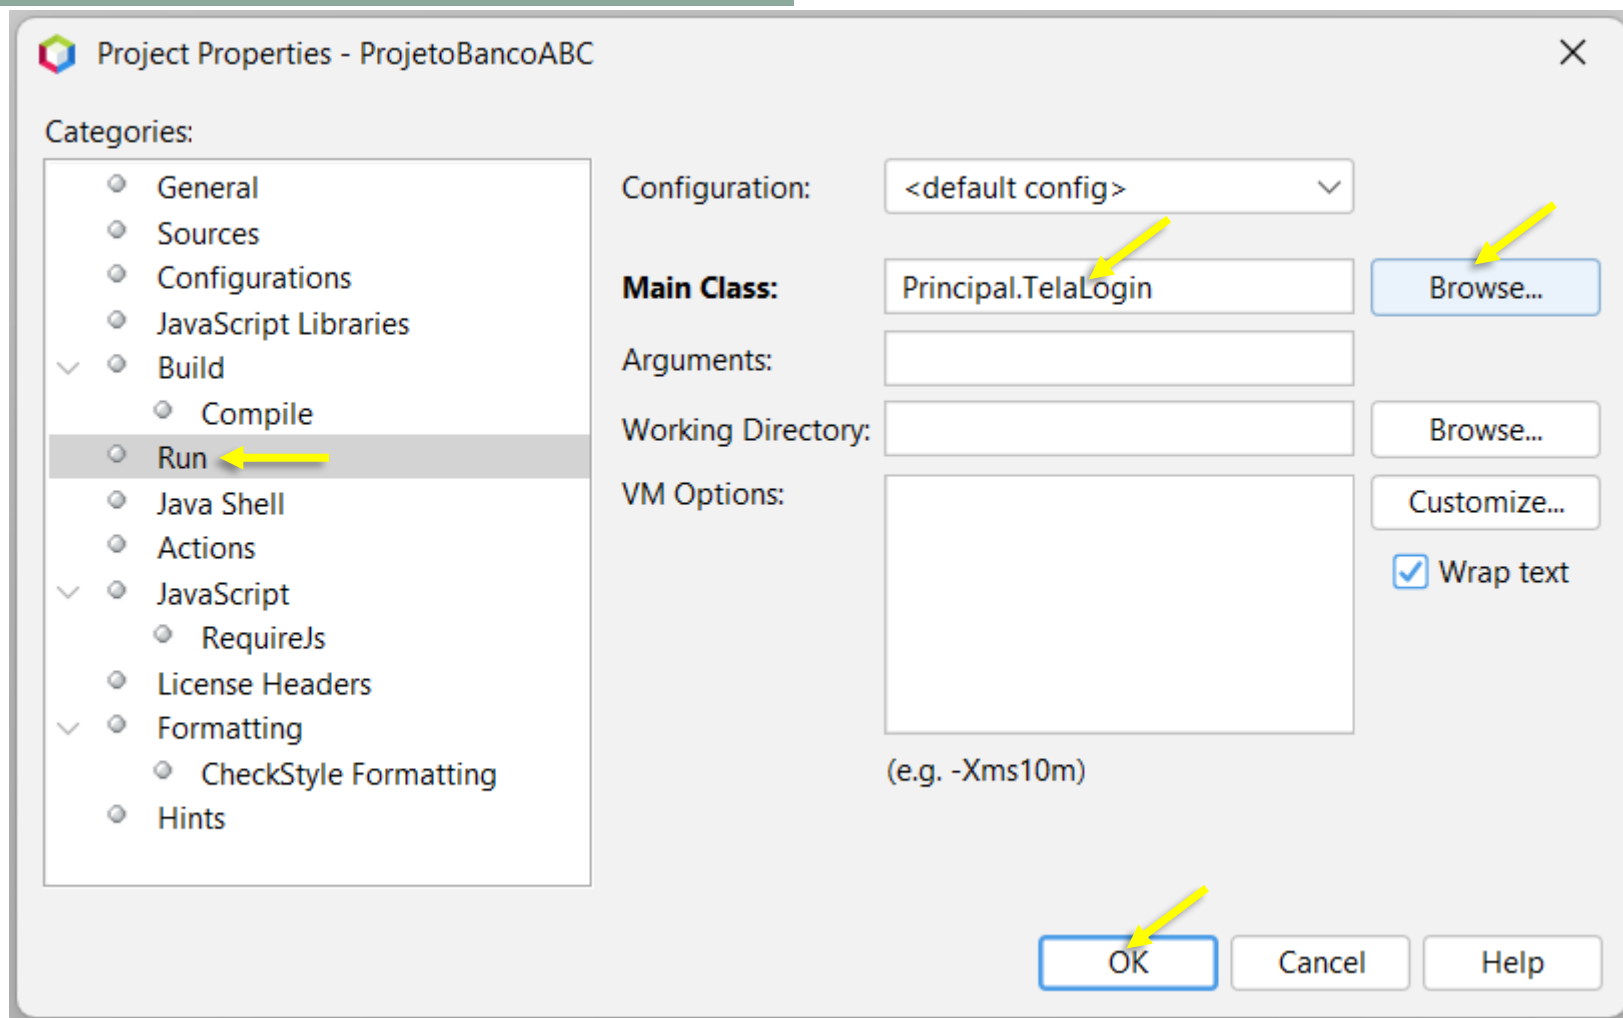 Project Properties - ProjetoBancoABC
Categories:
General
Sources
Configurations
JavaScript Libraries
Build
Compile
Run
Java Shell
Actions
JavaScript
RequireJs
License Headers
Formatting
CheckStyle Formatting
Hints
Configuration: <default config>
Main Class: Principal.TelaLogin Browse...
Arguments:
Working Directory: Browse...
VM Options: Customize...
Wrap text
(e.g. -Xms10m)
OK Cancel Help